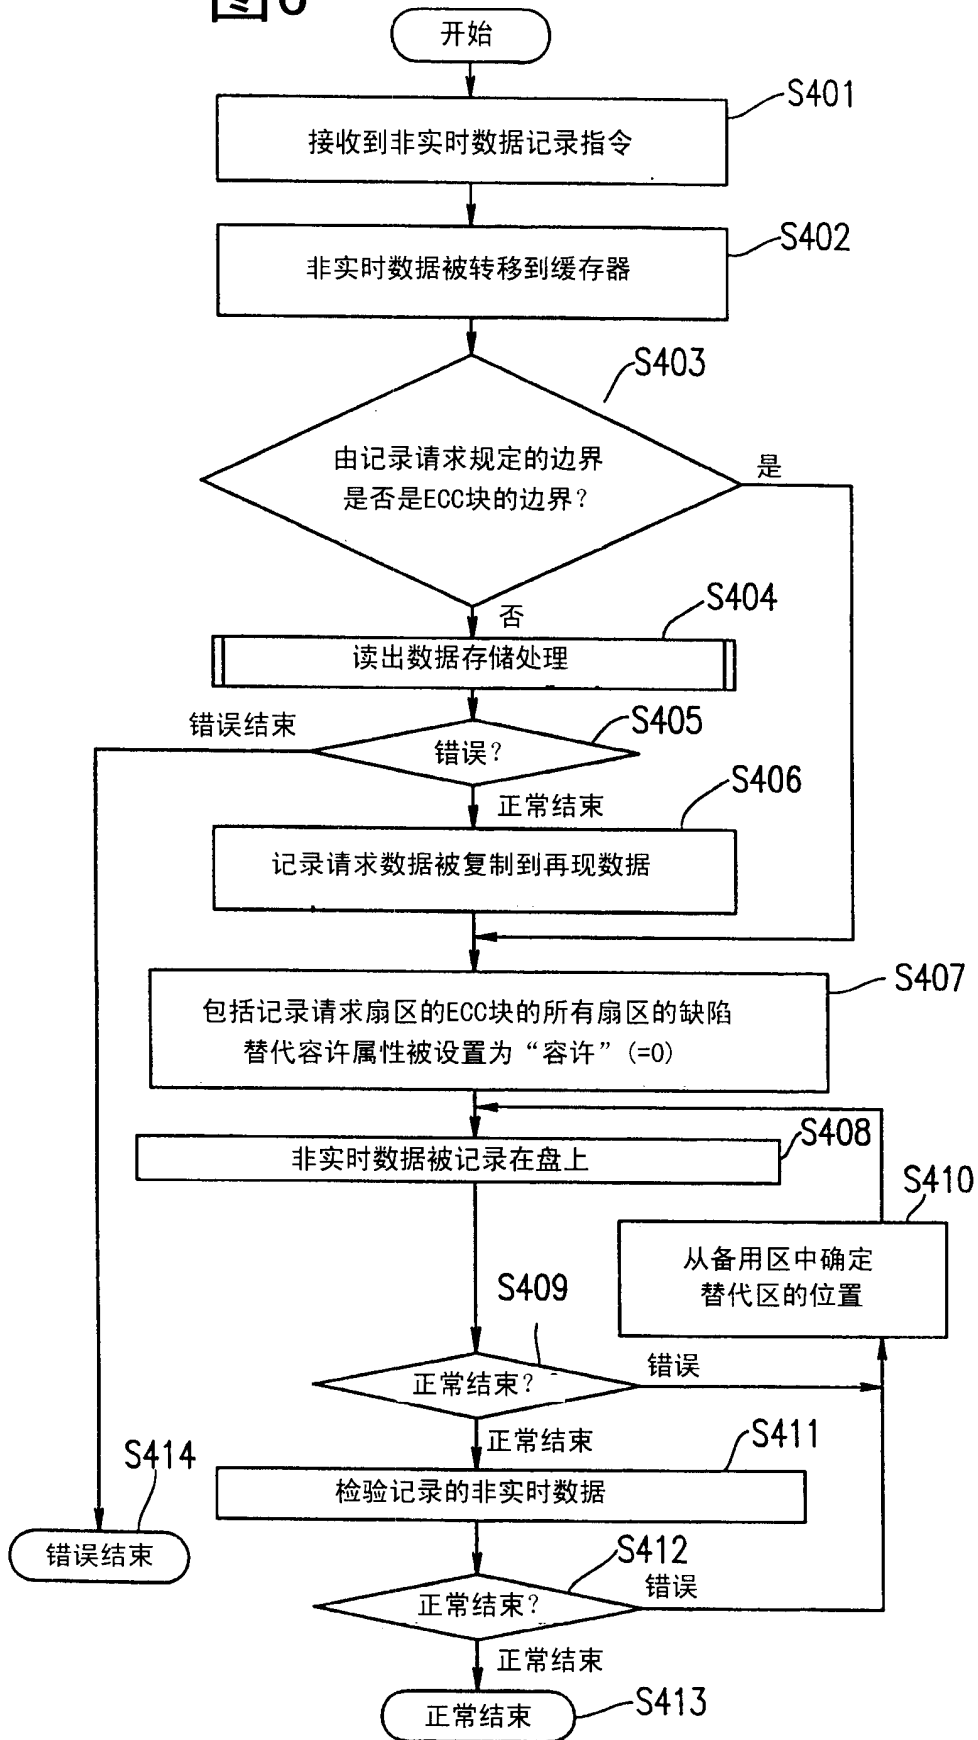 开始
S401
接收到非实时数据记录指令
S402
非实时数据被转移到缓存器
S403
由记录请求规定的边界
是否是ECC块的边界?
是
否
S404
读出数据存储处理
错误结束
S405
错误?
S406
正常结束
记录请求数据被复制到再现数据
S407
包括记录请求扇区的ECC块的所有扇区的缺陷
替代容许属性被设置为“容许”(=0)
S408
非实时数据被记录在盘上
S410
从备用区中确定
替代区的位置
S409
错误
正常结束?
正常结束
S411
S414
检验记录的非实时数据
错误结束
S412
错误
正常结束?
正常结束
正常结束
S413